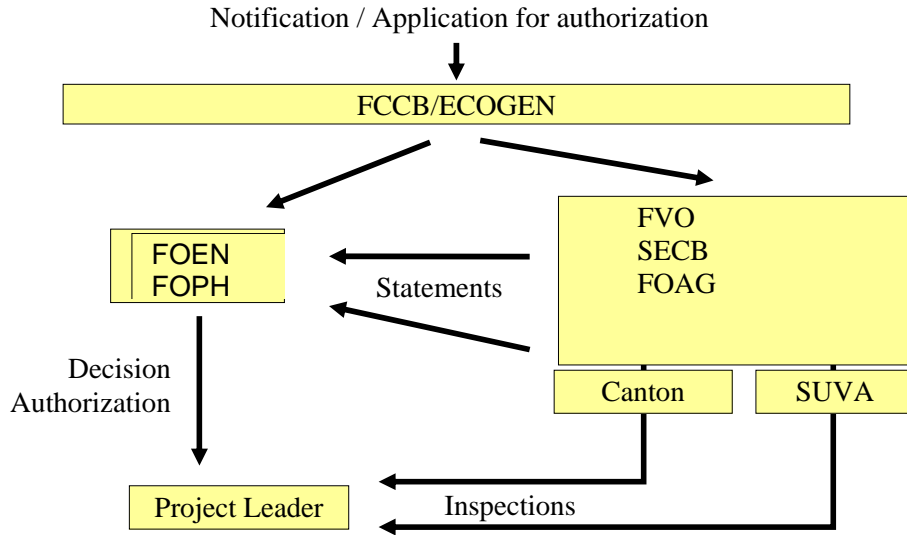 Notification / Application for authorization
FCCB/ECOGEN
FVO
SECB
FOAG
FOEN
FOPH
Statements
Decision
Authorization
Canton
SUVA
Project Leader
Inspections